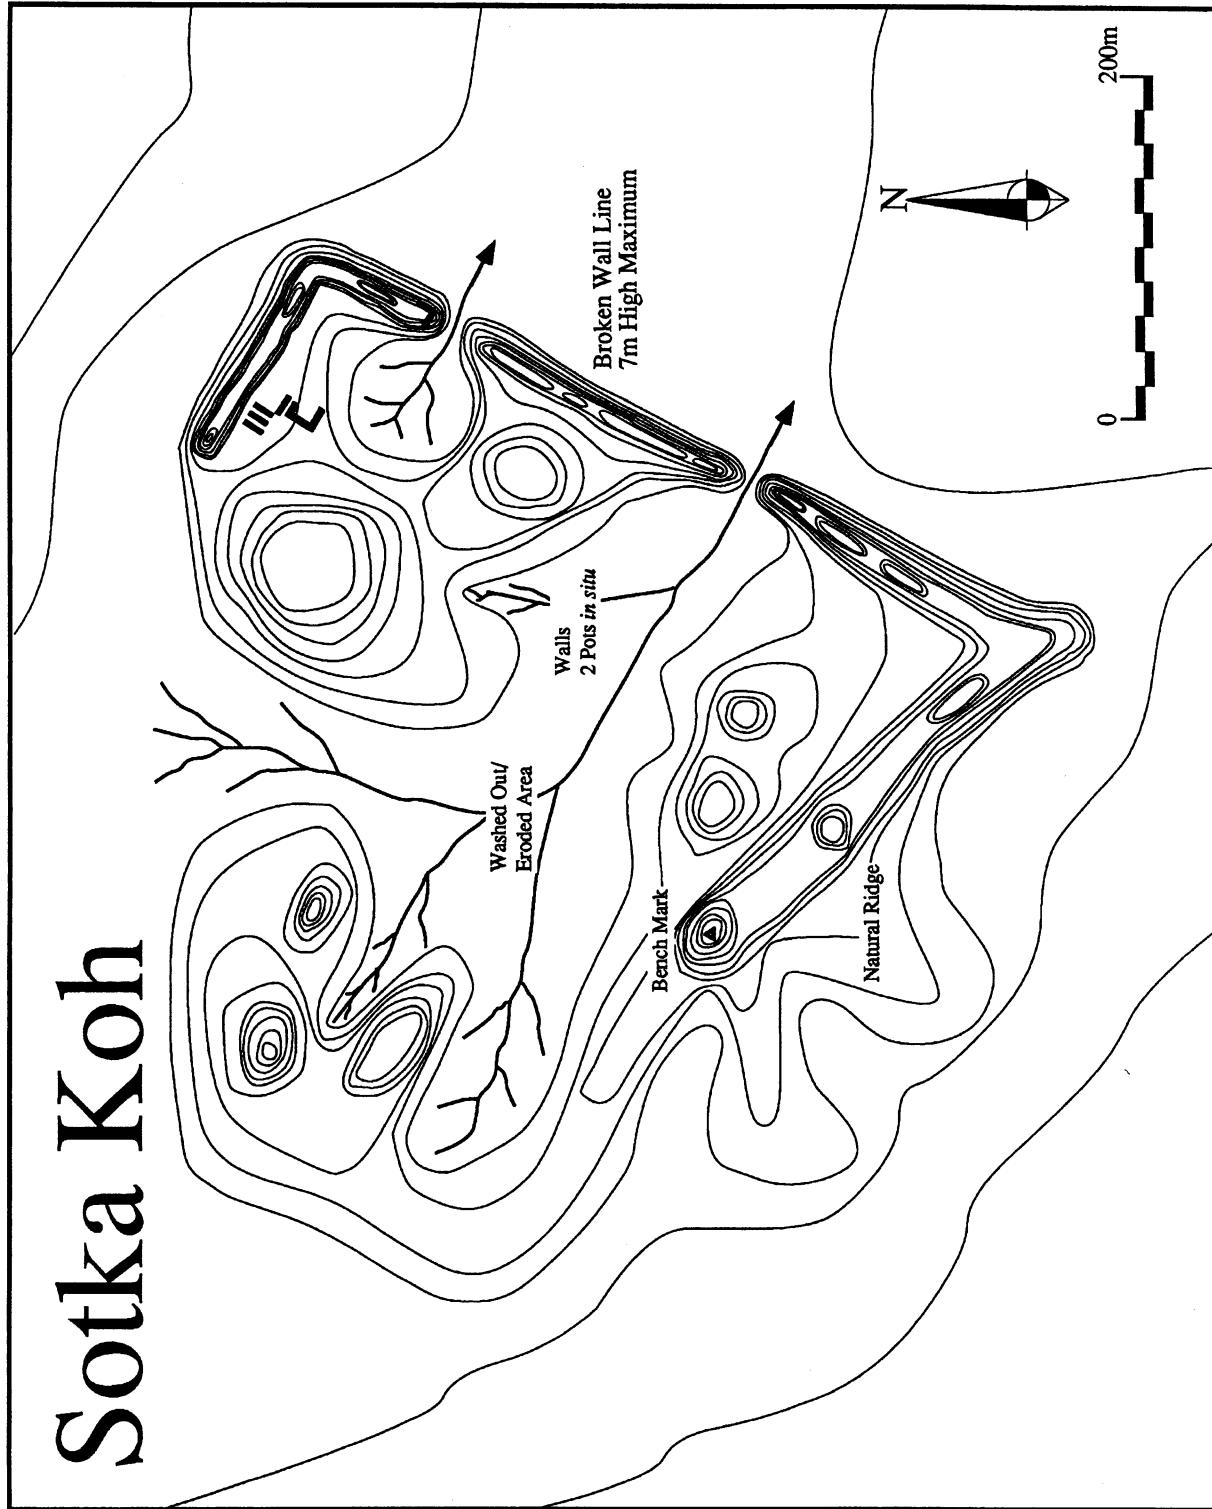 Sotka Koh
Broken Wall Line
7m High Maximum
Walls
2 Pots in situ
Washed Out/
Eroded Area
Bench Mark
Natural Ridge
N
0
200m